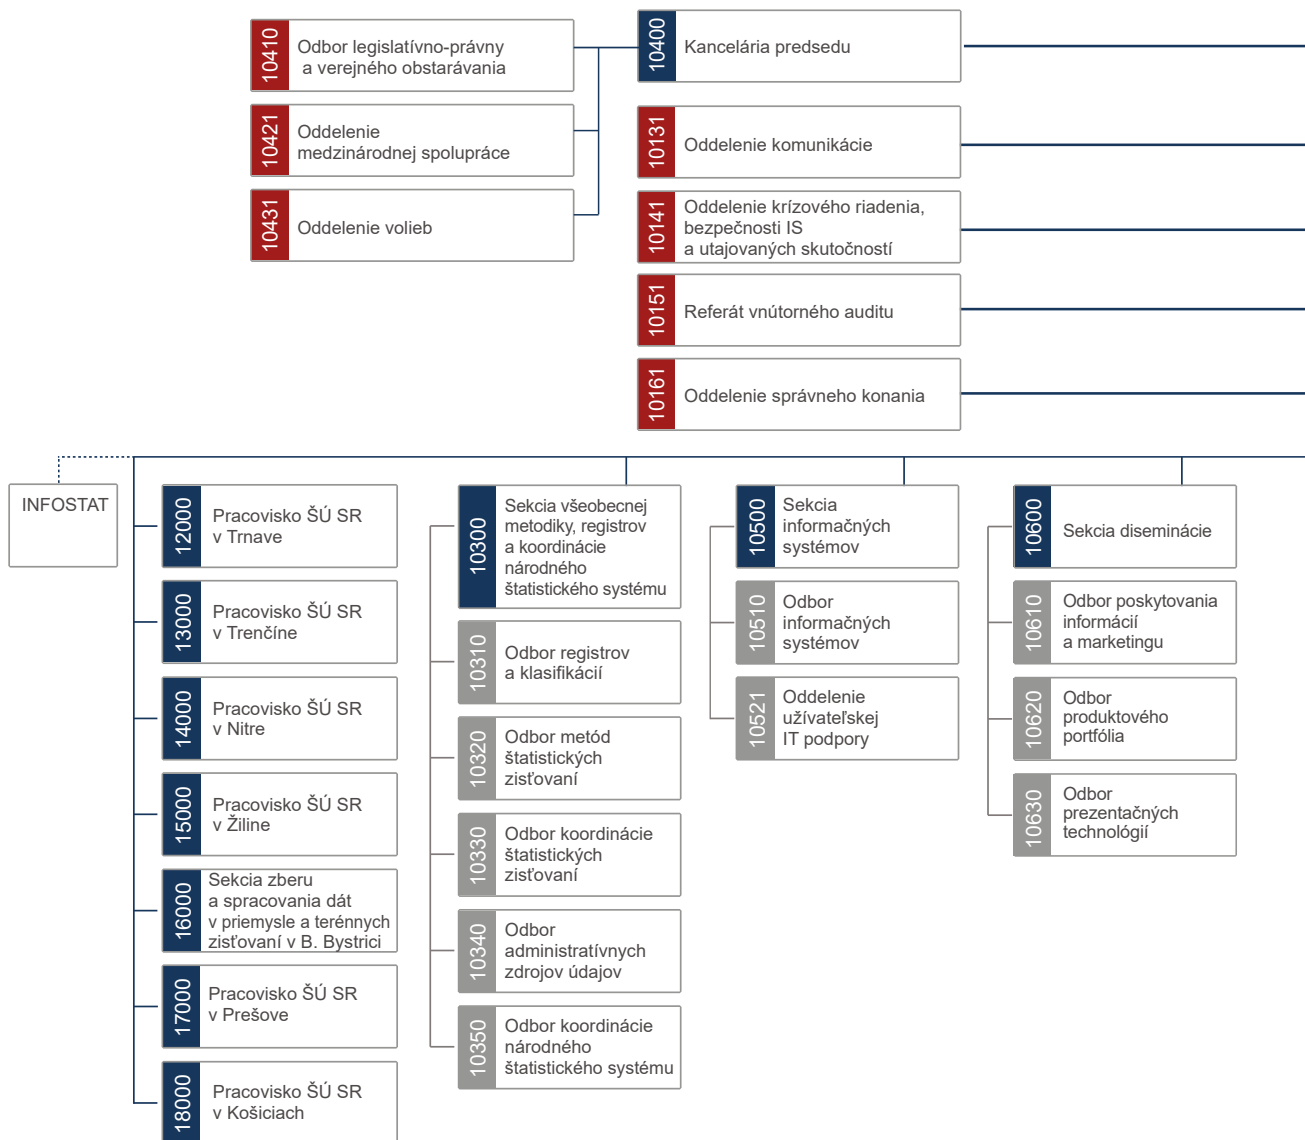 10410
Odbor legislatívno-právny
a verejného obstarávania
10421
Oddelenie
medzinárodnej spolupráce
10431
Oddelenie volieb
10400
Kancelária predsedu
10131
Oddelenie komunikácie
10141
Oddelenie krízového riadenia,
bezpečnosti IS
a utajovaných skutočností
10151
Referát vnútorného auditu
10161
Oddelenie správneho konania
INFOSTAT
12000
Pracovisko ŠÚ SR
v Trnave
13000
Pracovisko ŠÚ SR
v Trenčíne
14000
Pracovisko ŠÚ SR
v Nitre
15000
Pracovisko ŠÚ SR
v Žiline
16000
Sekcia zberu
a spracovania dát
v priemysle a terénnych
zisťovaní v B. Bystrici
17000
Pracovisko ŠÚ SR
v Prešove
18000
Pracovisko ŠÚ SR
v Košiciach
10300
Sekcia všeobecnej
metodiky, registrov
a koordinácie
národného
štatistického systému
10310
Odbor registrov
a klasifikácií
10320
Odbor metód
štatistických
zisťovaní
10330
Odbor koordinácie
štatistických
zisťovaní
10340
Odbor
administratívnych
zdrojov údajov
10350
Odbor koordinácie
národného
štatistického systému
10500
Sekcia
informačných
systémov
10510
Odbor
informačných
systémov
10521
Oddelenie
užívateľskej
IT podpory
10600
Sekcia diseminácie
10610
Odbor poskytovania
informácií
a marketingu
10620
Odbor
produktového
portfólia
10630
Odbor
prezentačných
technológií